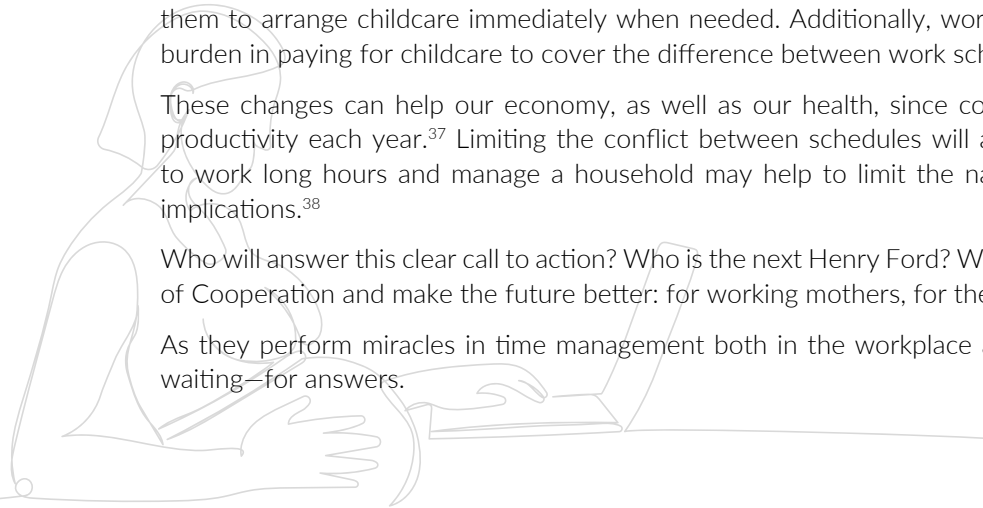 them to arrange childcare immediately when needed. Additionally, wor
burden in paying for childcare to cover the difference between work sch
These changes can help our economy, as well as our health, since co
productivity each year.37 Limiting the conflict between schedules will a
to work long hours and manage a household may help to limit the na
implications.38
Who will answer this clear call to action? Who is the next Henry Ford? W
of Cooperation and make the future better: for working mothers, for the
As they perform miracles in time management both in the workplace a
waiting—for answers.